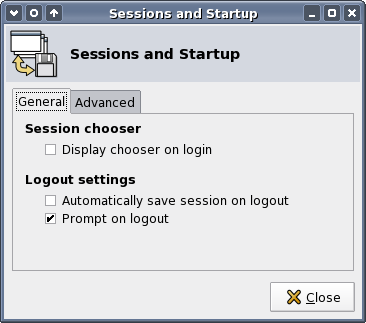 Sessions and Startup
Sessions and Startup
General
Advanced
Session chooser
Display chooser on login
Logout settings
Automatically save session on logout
Prompt on logout
Close